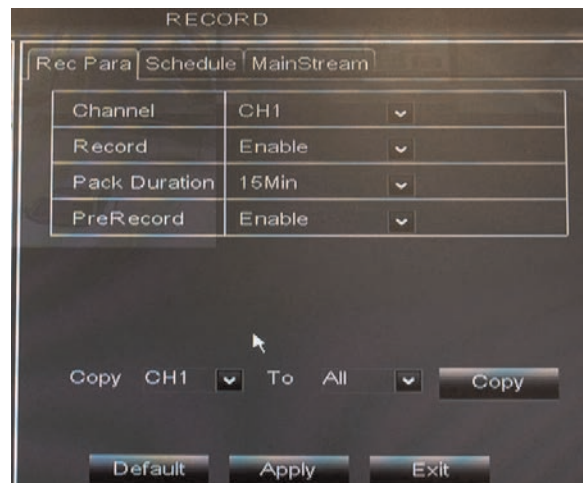 RECORD
Rec Para Schedule MainStream
Channel CH1
Record Enable
Pack Duration 15Min
PreRecord Enable
Copy CH1 To All Copy
Default Apply Exit